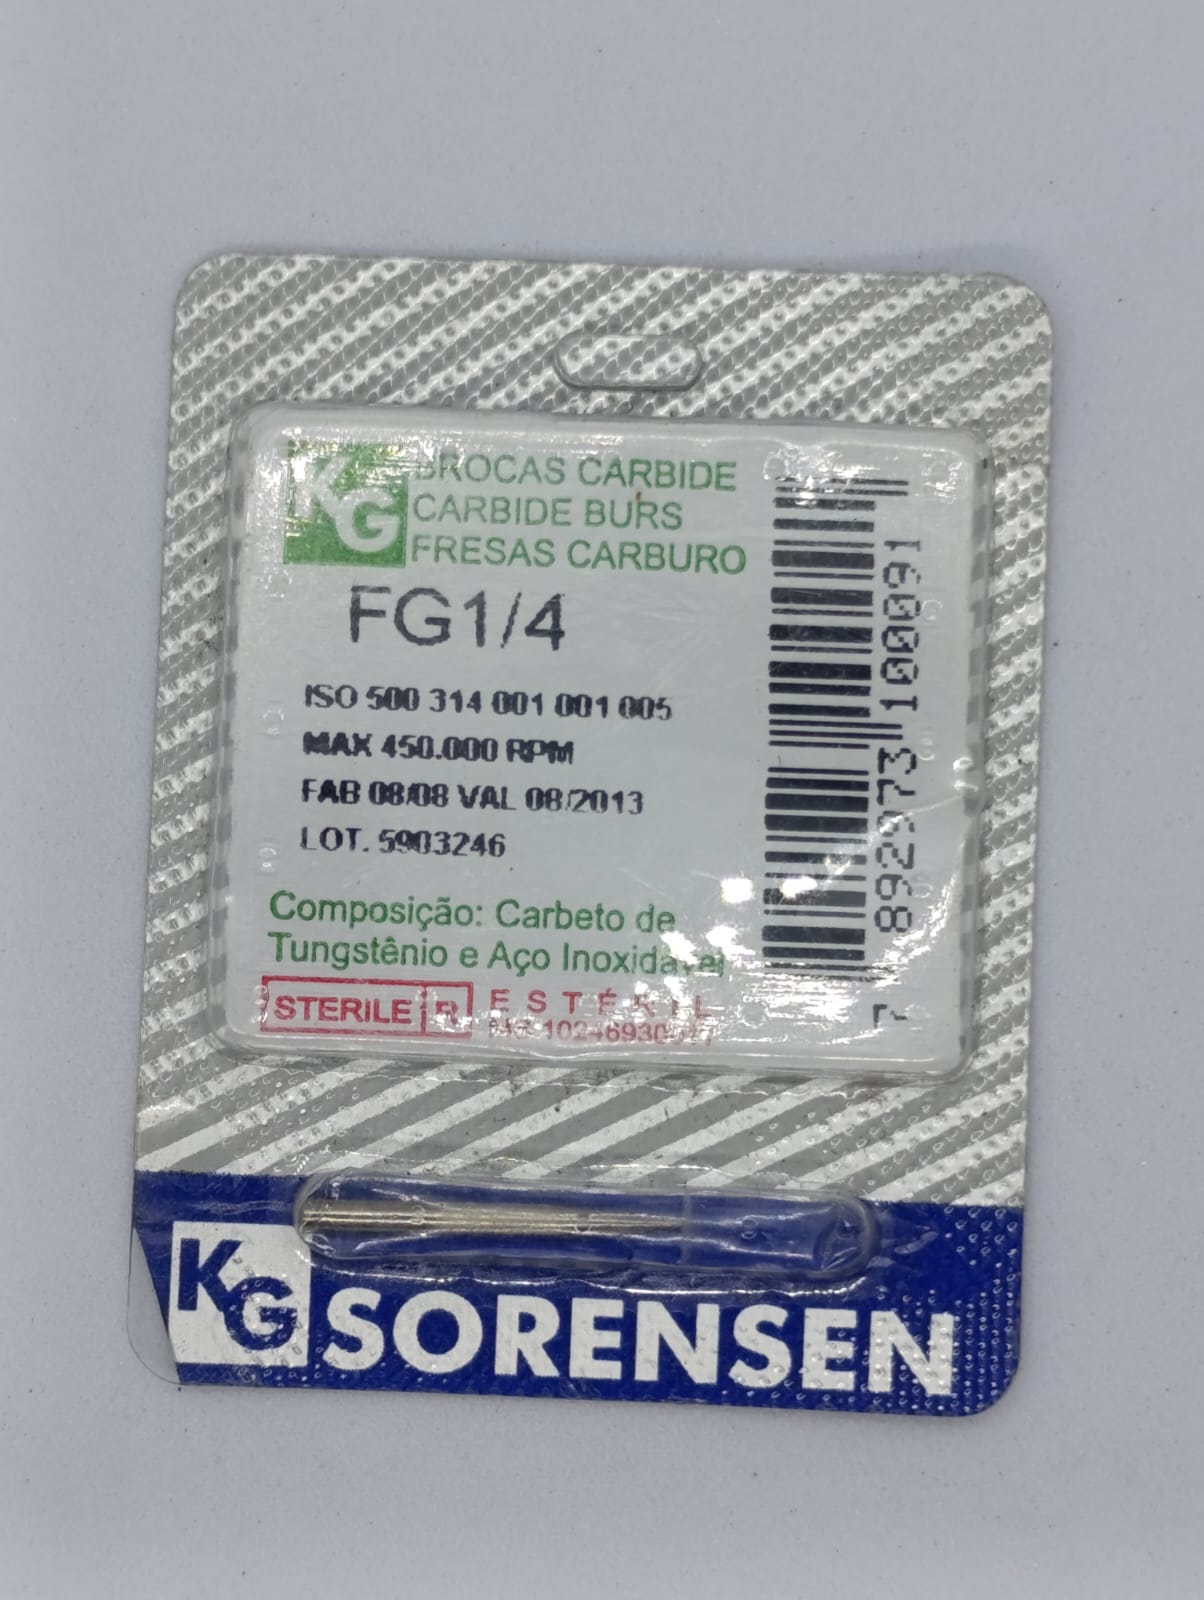 KG
BROCAS CARBIDE
CARBIDE BURS
FRESAS CARBURO
FG1/4
ISO 500 314 001 001 005
MAX 450.000 RPM
FAB 08/08 VAL 08/2013
LOT. 5903246
Composição: Carbeto de
Tungstênio e Aço Inoxidável
STERILE R ESTÉRIL
7 892973 100091
KG SORENSEN